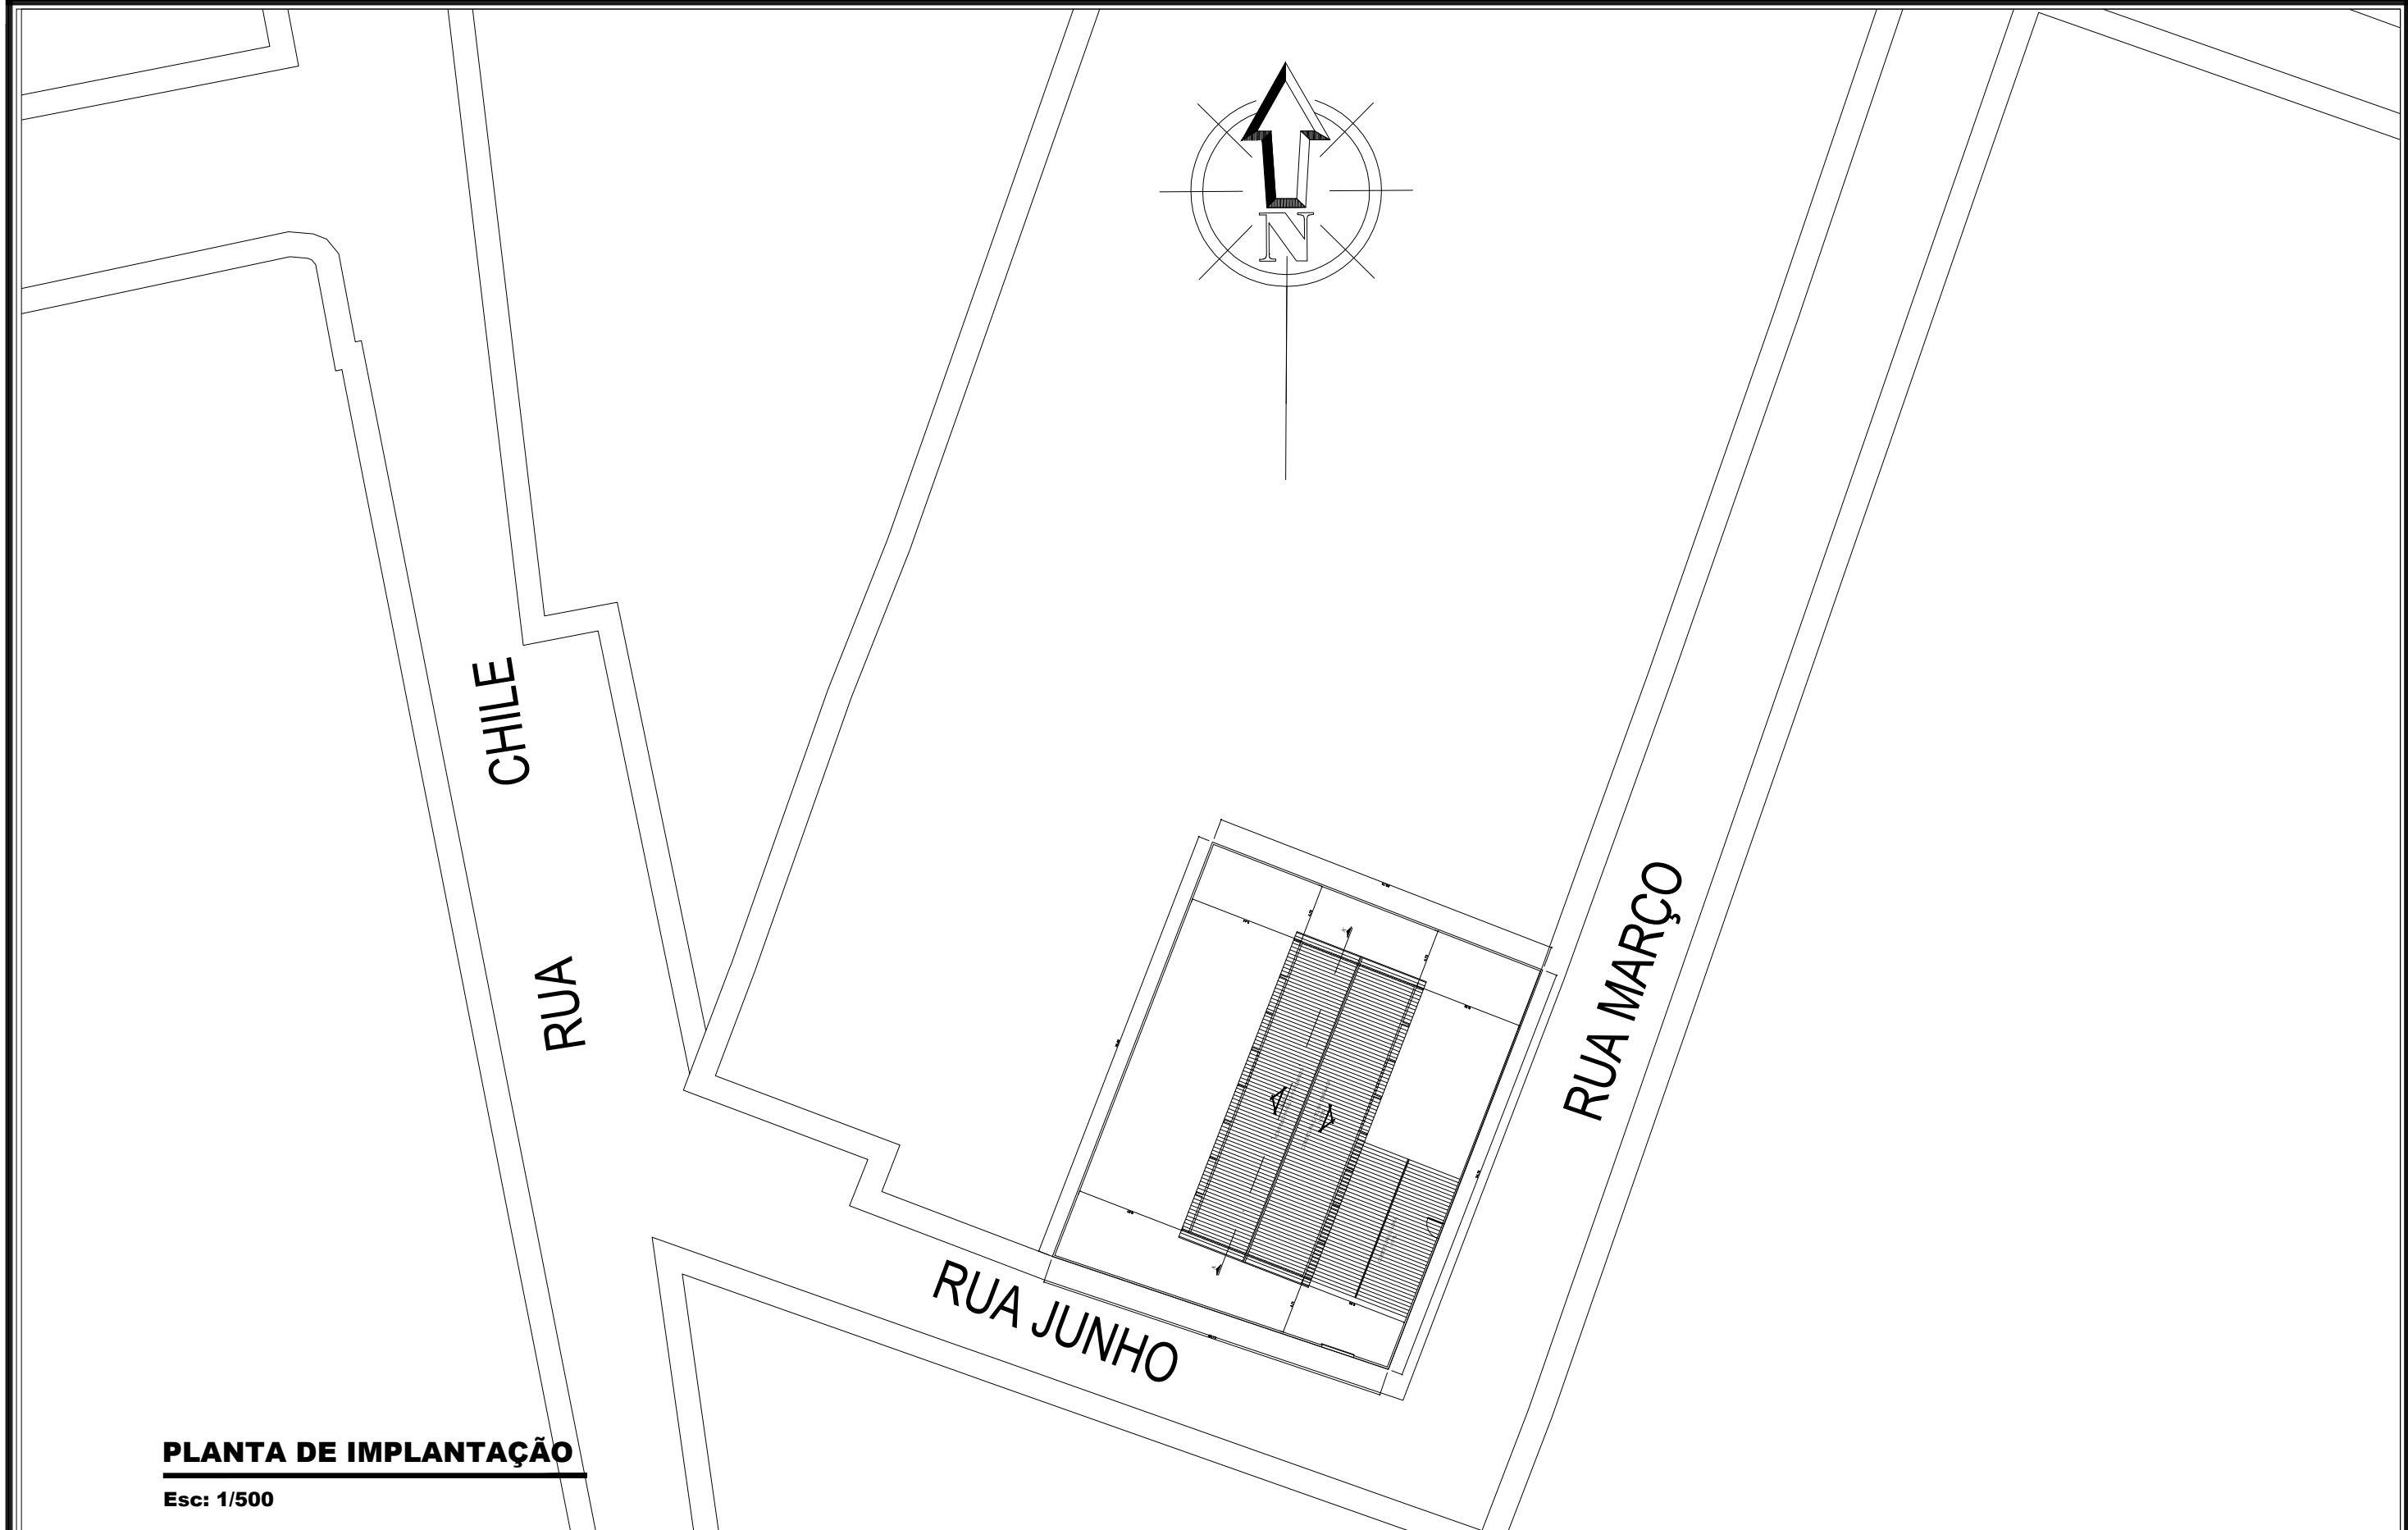 N
RUA CHILE
RUA MARÇO
RUA JUNHO
PLANTA DE IMPLANTAÇÃO
Esc: 1/500